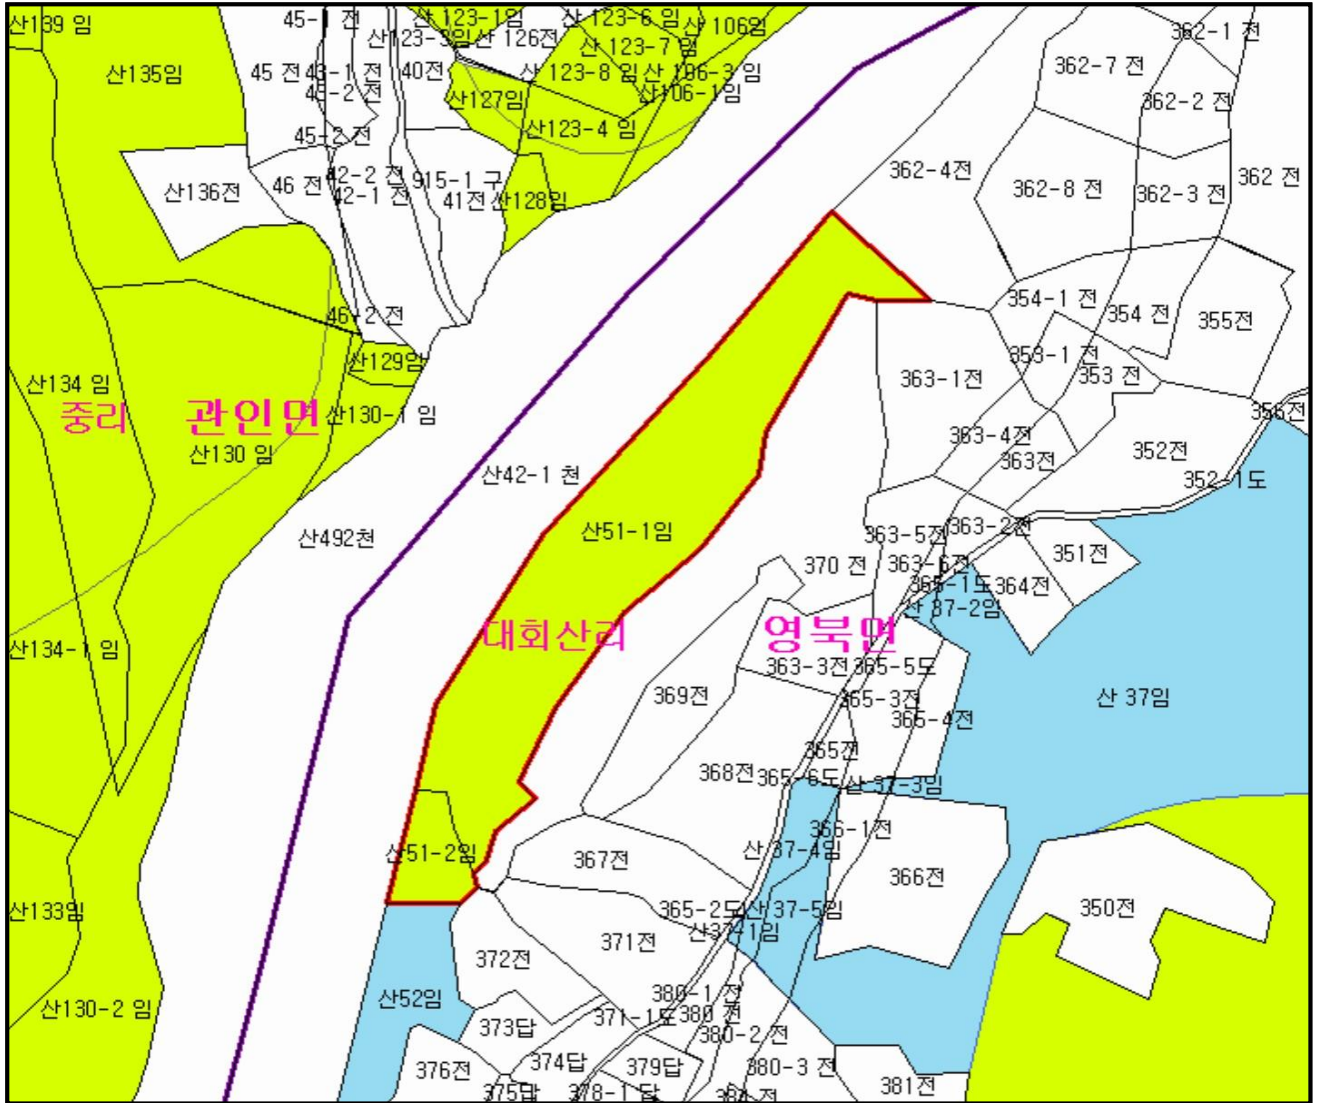 산139 임
45-1 전
산 123-1임
산 123-6 임
산 106임
362-1 전
산123-3임
산 126전
산 123-7 임
산135임
45 전
43-1 전
40전
산 123-8 임
산 106-3 임
362-7 전
45-2 전
산127임
산106-1임
362-2 전
45-2 전
산123-4 임
산136전
46 전
42-2 전
915-1 구
362-4전
362-8 전
362-3 전
362 전
42-1 전
41전
산128임
46-2 전
354-1 전
354 전
355전
산129임
353-1 전
353 전
산134 임
363-1전
중리
관인면
산130-1 임
356전
산130 임
363-4전
363전
352전
산42-1 천
352-1도
산492천
산51-1임
363-5전
363-2전
370 전
363-6전
351전
365-1도
364전
산 37-2임
대회산리
영북면
산134-1 임
363-3전
365-5도
369전
365-3전
산 37임
365-4전
365전
368전
365-6도
산 37-3임
366-1전
산51-2임
367전
산 37-4임
366전
산133임
365-2도
산 37-5임
350전
371전
산37-1임
372전
산130-2 임
산52임
380-1 전
371-1도
380 전
373답
380-2 전
376전
374답
379답
380-3 전
381전
375답
378-1 답
384 전